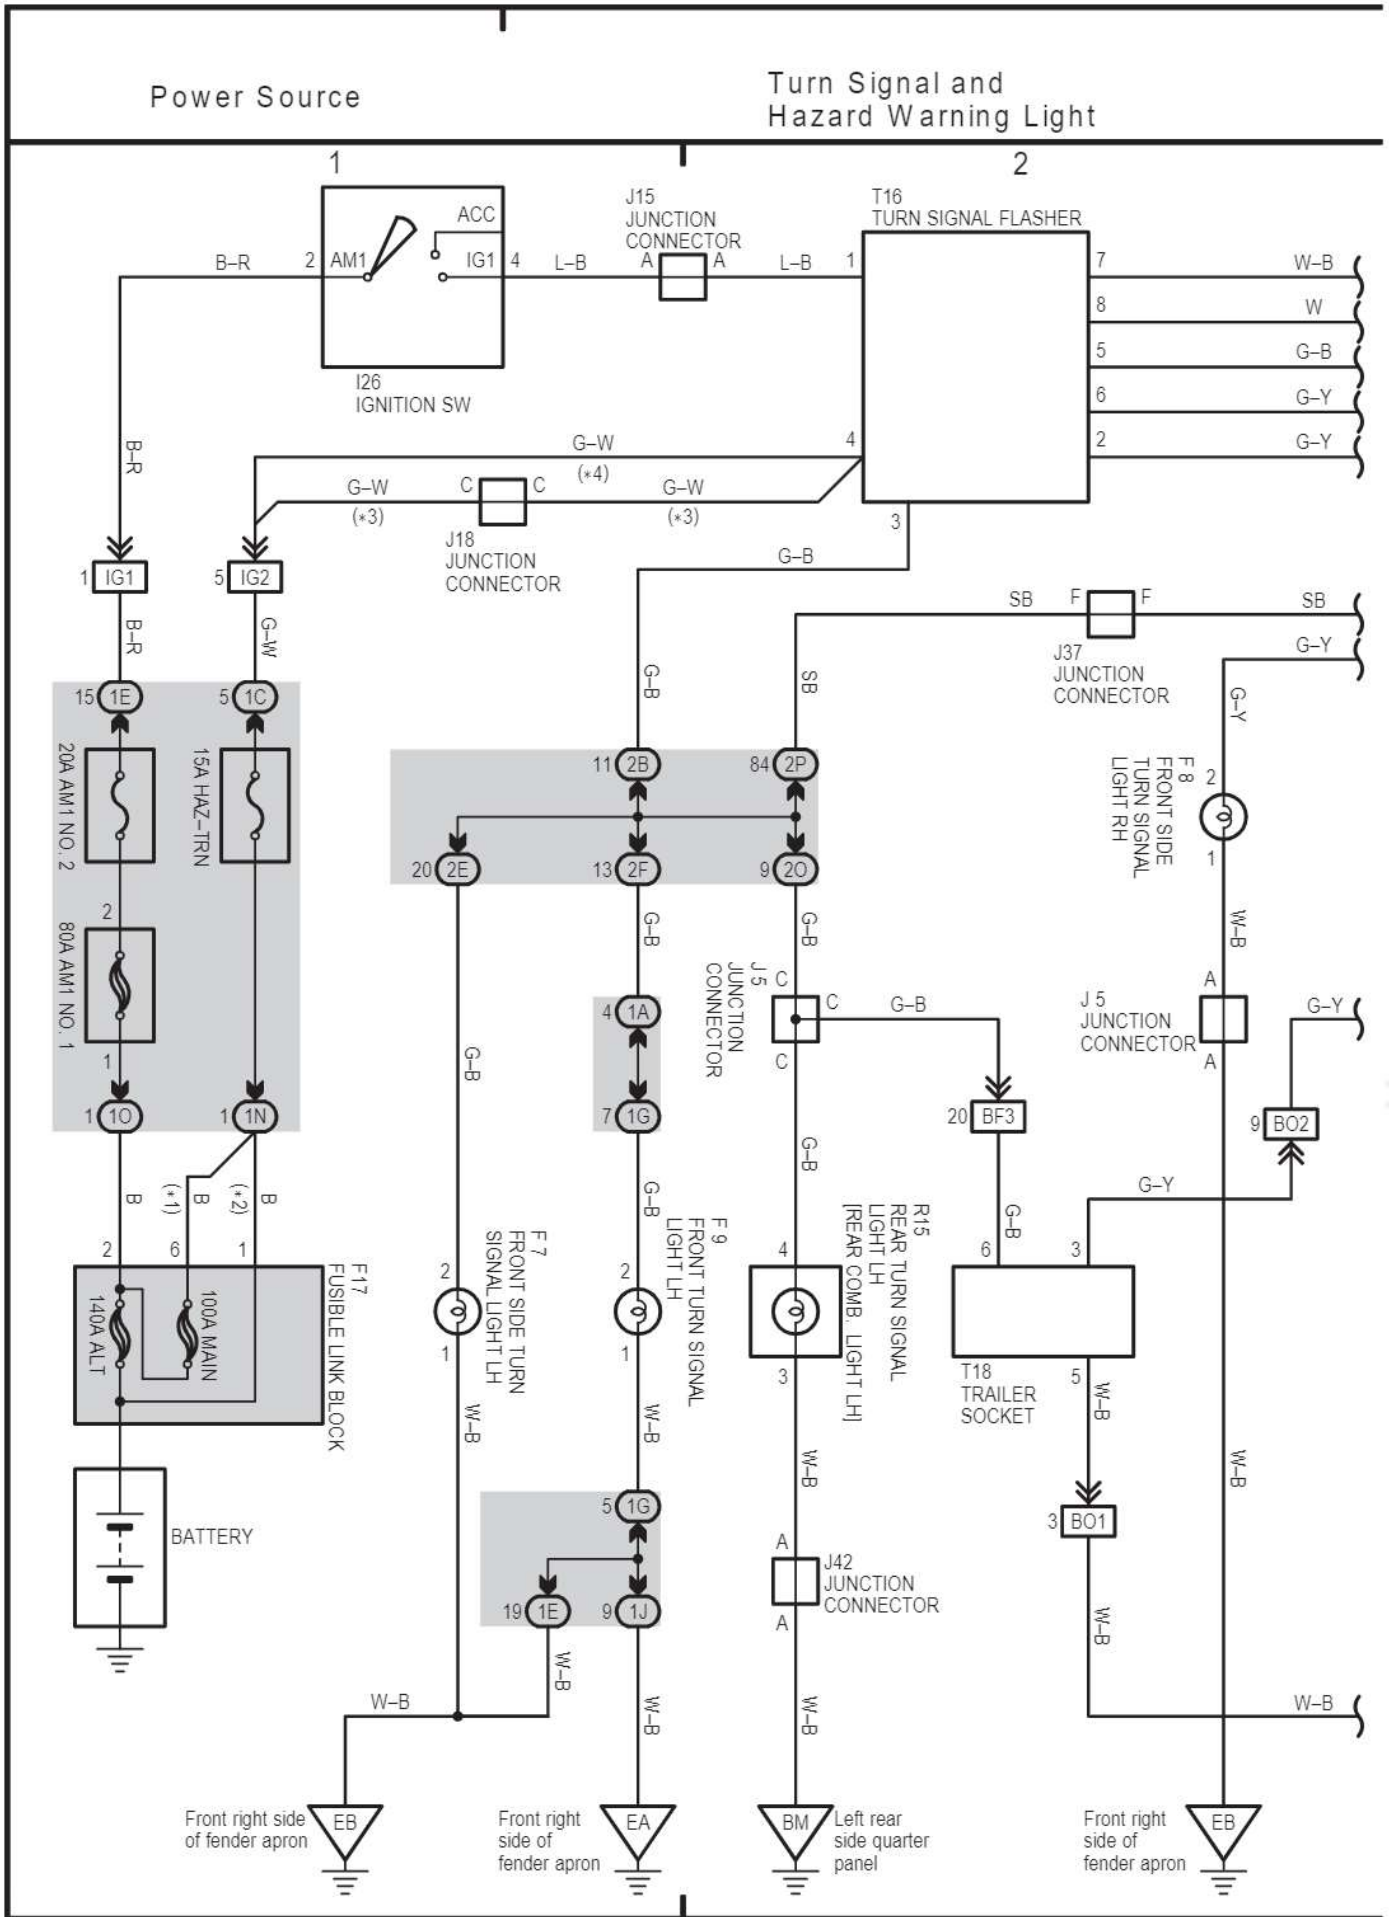 Power Source
Turn Signal and
Hazard Warning Light
1
2
ACC
AM1
IG1
2
4
B–R
L–B
I26
IGNITION SW
J15
JUNCTION
CONNECTOR
A
A
L–B
T16
TURN SIGNAL FLASHER
1
4
3
7
W–B
8
W
5
G–B
6
G–Y
2
G–Y
B–R
G–W
(*4)
G–W
(*3)
C
C
G–W
(*3)
J18
JUNCTION
CONNECTOR
G–B
1 IG1
5 IG2
B–R
G–W
SB
F
F
SB
J37
JUNCTION
CONNECTOR
G–Y
G–Y
G–B
SB
15 1E
5 1C
20A AM1 NO. 2
15A HAZ–TRN
2
80A AM1 NO. 1
1
1 1O
1 1N
11 2B
84 2P
20 2E
13 2F
9 2O
F 8
FRONT SIDE
TURN SIGNAL
LIGHT RH
2
1
W–B
G–B
G–B
J 5
JUNCTION
CONNECTOR
C
C
C
G–B
4 1A
7 1G
G–B
J 5
JUNCTION
CONNECTOR
A
A
G–Y
20 BF3
9 BO2
G–Y
B
(*1)
B
(*2)
B
2
6
1
F17
FUSIBLE LINK BLOCK
140A ALT
100A MAIN
BATTERY
F 7
FRONT SIDE TURN
SIGNAL LIGHT LH
2
1
G–B
F 9
FRONT TURN SIGNAL
LIGHT LH
2
1
G–B
R15
REAR TURN SIGNAL
LIGHT LH
[REAR COMB. LIGHT LH]
4
3
G–B
6
3
5
T18
TRAILER
SOCKET
W–B
W–B
W–B
W–B
W–B
5 1G
19 1E
9 1J
A
A
J42
JUNCTION
CONNECTOR
3 BO1
W–B
W–B
W–B
W–B
W–B
W–B
Front right side
of fender apron
EB
Front right
side of
fender apron
EA
BM
Left rear
side quarter
panel
Front right
side of
fender apron
EB